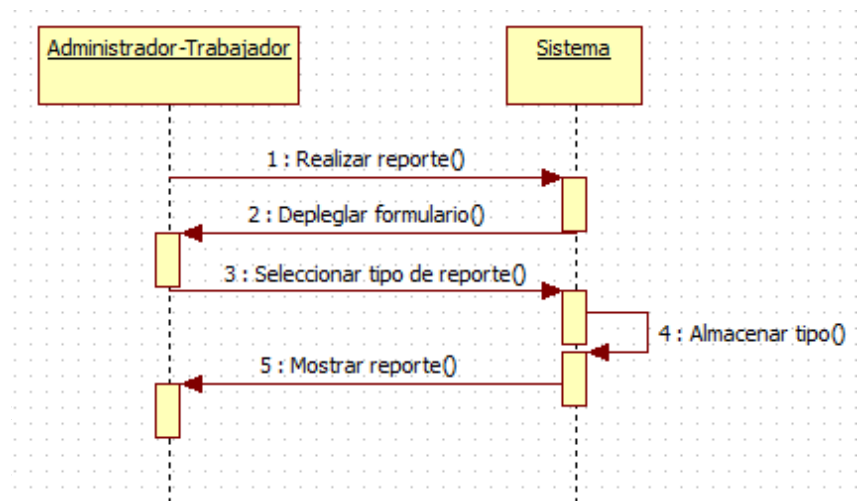 Administrador-Trabajador
Sistema
1 : Realizar reporte()
2 : Depleglar formulario()
3 : Seleccionar tipo de reporte()
4 : Almacenar tipo()
5 : Mostrar reporte()